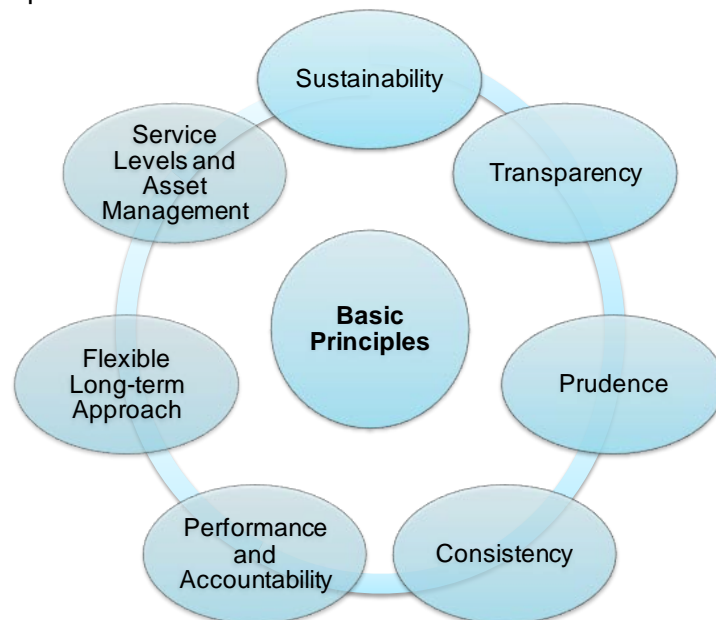 Sustainability
Transparency
Prudence
Consistency
Performance
and
Accountability
Flexible
Long-term
Approach
Service
Levels and
Asset
Management
Basic
Principles